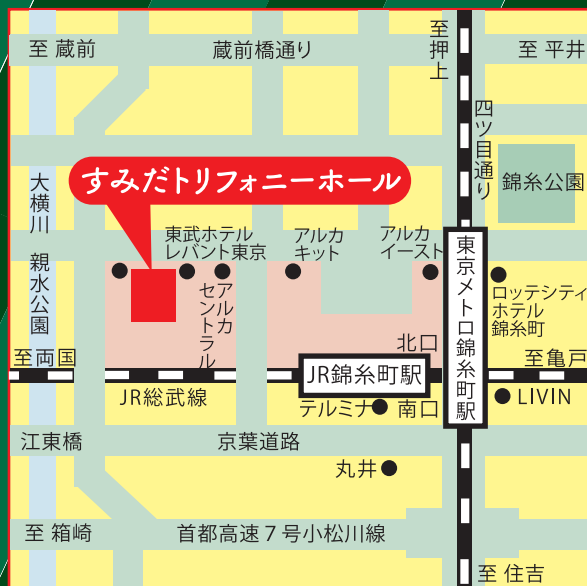 至 蔵前
蔵前橋通り
至押上
至 平井
四ツ目通り
錦糸公園
大横川 親水公園
すみだトリフォニーホール
東武ホテル
レバント東京
アルカ
セントラル
アルカ
キット
アルカ
イースト
東京メトロ錦糸町駅
ロッテシティ
ホテル
錦糸町
北口
至両国
JR錦糸町駅
至亀戸
JR総武線
テルミナ
南口
LIVIN
江東橋
京葉道路
丸井
至 箱崎
首都高速7号小松川線
至 住吉